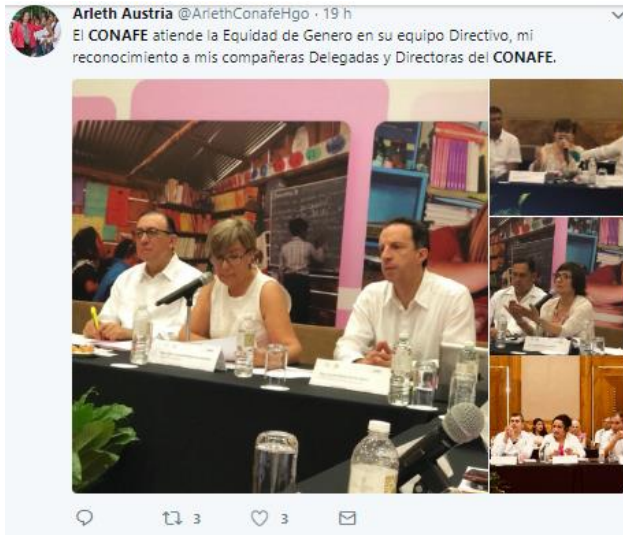 Arleth Austria @ArlethConafeHgo · 19 h
El CONAFE atiende la Equidad de Genero en su equipo Directivo, mi
reconocimiento a mis compañeras Delegadas y Directoras del CONAFE.
3
3